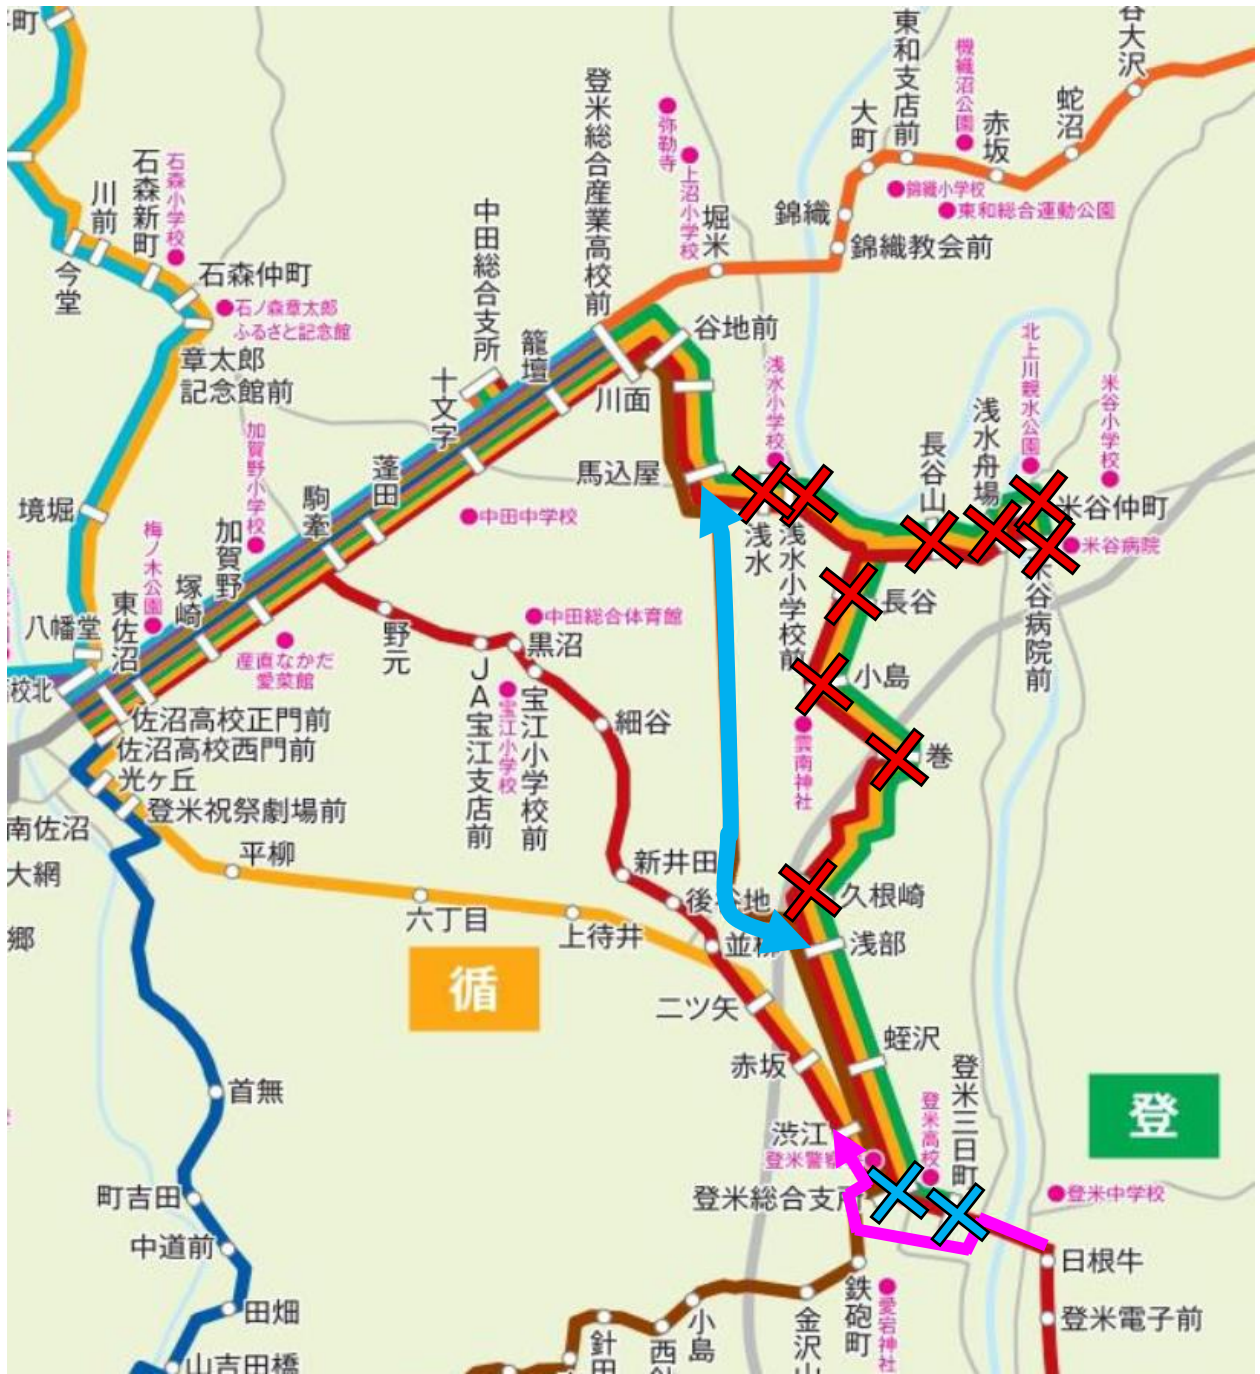 町
東和支店前
機織沼公園
谷大沢
大町
赤坂
蛇沼
登米総合産業高校前
弥勒寺
上沼小学校
錦織小学校
東和総合運動公園
堀米
錦織
錦織教会前
石森新町
石森小学校
川前
今堂
石森仲町
石ノ森章太郎
ふるさと記念館
章太郎
記念館前
中田総合支所
籠壇
十文字
川面
谷地前
浅水小学校
北上川親水公園
米谷小学校
浅水舟場
長谷山
加賀野小学校
蓬田
駒牽
馬込屋
中田中学校
浅水
浅水小学校前
米谷仲町
米谷病院
米谷病院前
境堀
梅ノ木公園
加賀野
塚崎
東佐沼
八幡堂
校北
産直なかだ
愛菜館
野元
中田総合体育館
黒沼
JA宝江支店前
宝江小学校
宝江小学校前
細谷
長谷
小島
雲南神社
巻
佐沼高校正門前
佐沼高校西門前
光ヶ丘
登米祝祭劇場前
南佐沼
大網
郷
平柳
六丁目
上待井
新井田
後谷地
並柳
久根崎
浅部
循
二ツ矢
赤坂
蛭沢
登米三日町
登米高校
登
渋江
登米警察
登米総合支所
登米中学校
首無
町吉田
中道前
田畑
山吉田橋
日根牛
登米電子前
鉄砲町
愛宕神社
金沢山
小島
西針
針田